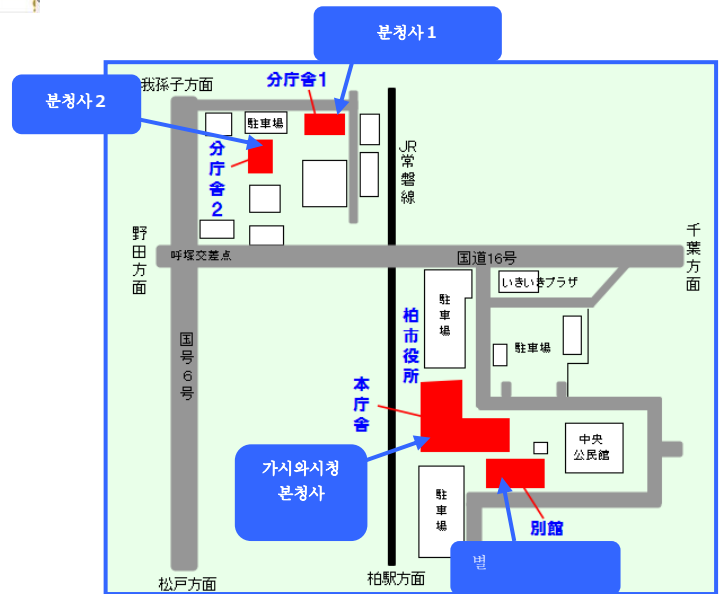 분청사１
분청사２
我孫子方面
分庁舎1
駐車場
分庁舎2
JR常磐線
野田方面
千葉方面
呼塚交差点
国道16号
いきいきプラザ
駐車場
柏市役所
駐車場
国号６号
本庁舎
中央
公民館
가시와시청
본청사
駐車場
別館
별
松戸方面
柏駅方面